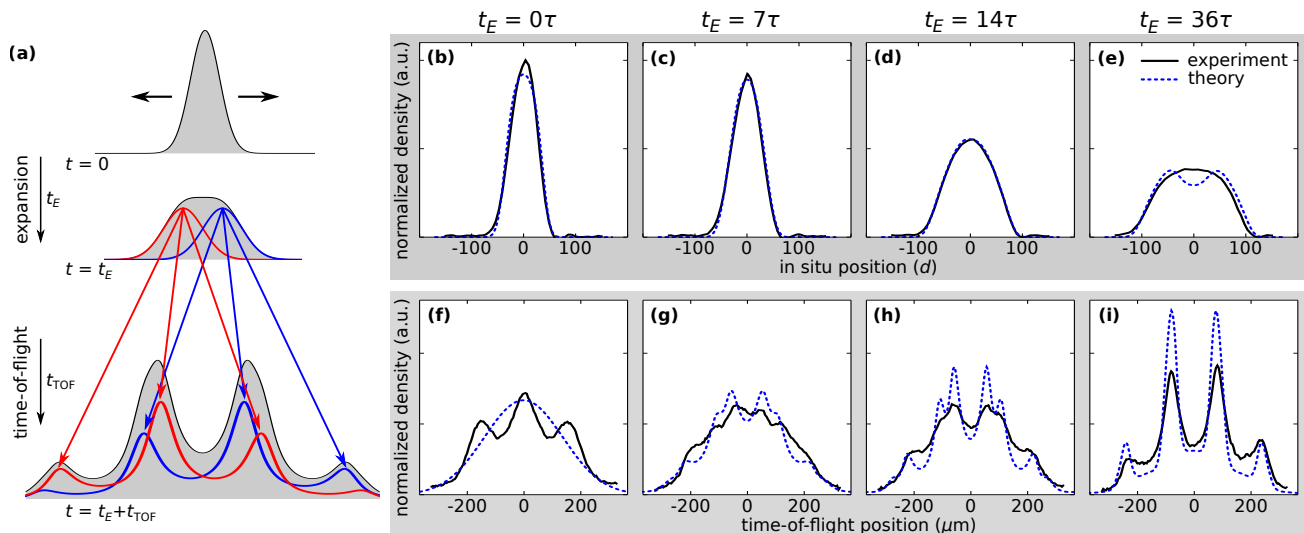 t_E = 0τ
t_E = 7τ
t_E = 14τ
t_E = 36τ
(a)
t = 0
expansion
t_E
t = t_E
time-of-flight
t_TOF
t = t_E+t_TOF
normalized density (a.u.)
(b)
-100 0 100
(c)
-100 0 100
(d)
-100 0 100
(e)
experiment
theory
-100 0 100
in situ position (d)
normalized density (a.u.)
(f)
-200 0 200
(g)
-200 0 200
(h)
-200 0 200
(i)
-200 0 200
time-of-flight position (μm)